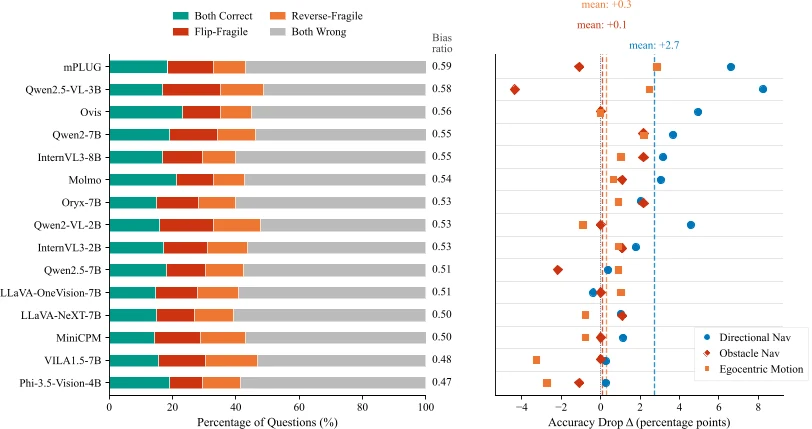 Both Correct
Flip-Fragile
Reverse-Fragile
Both Wrong
Bias
ratio
mPLUG 0.59
Qwen2.5-VL-3B 0.58
Ovis 0.56
Qwen2-7B 0.55
InternVL3-8B 0.55
Molmo 0.54
Oryx-7B 0.53
Qwen2-VL-2B 0.53
InternVL3-2B 0.53
Qwen2.5-7B 0.51
LLaVA-OneVision-7B 0.51
LLaVA-NeXT-7B 0.50
MiniCPM 0.50
VILA1.5-7B 0.48
Phi-3.5-Vision-4B 0.47
0 20 40 60 80 100
Percentage of Questions (%)
mean: +0.3
mean: +0.1
mean: +2.7
Directional Nav
Obstacle Nav
Egocentric Motion
−4 −2 0 2 4 6 8
Accuracy Drop Δ (percentage points)